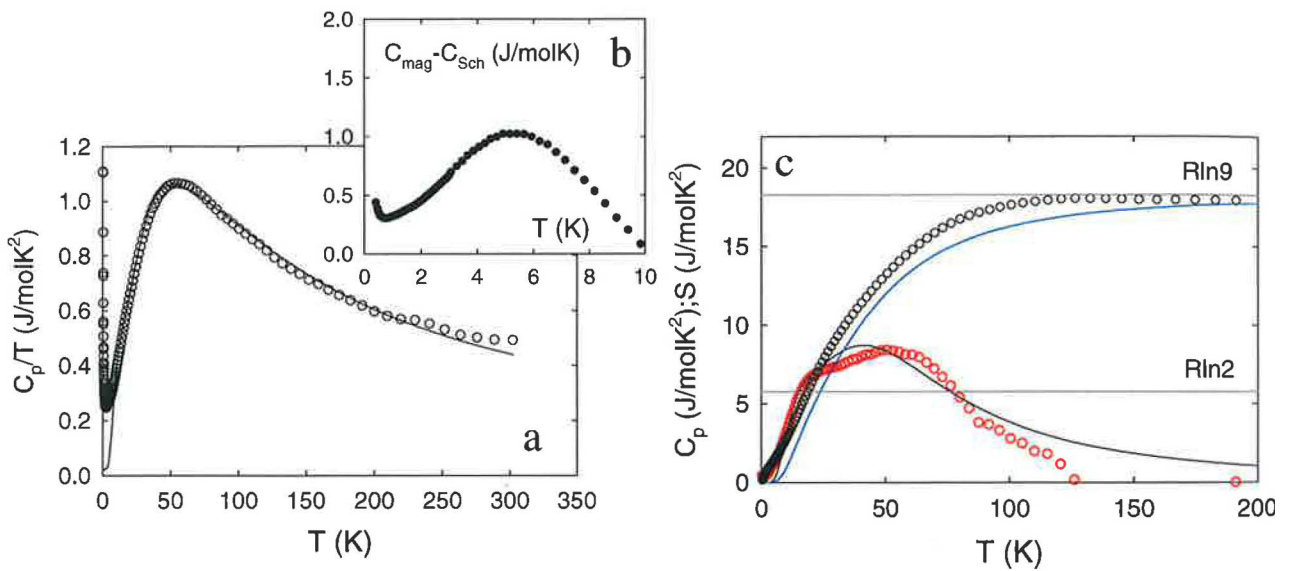 2.0
C_mag-C_Sch (J/molK²)
b
1.5
1.0
0.5
0.0
T (K)
0 2 4 6 8 10
1.2
1.0
0.8
0.6
0.4
0.2
0.0
C_p/T (J/molK²)
a
0 50 100 150 200 250 300 350
T (K)
c
20
15
10
5
0
C_p (J/molK²);S (J/molK²)
Rln9
Rln2
0 50 100 150 200
T (K)